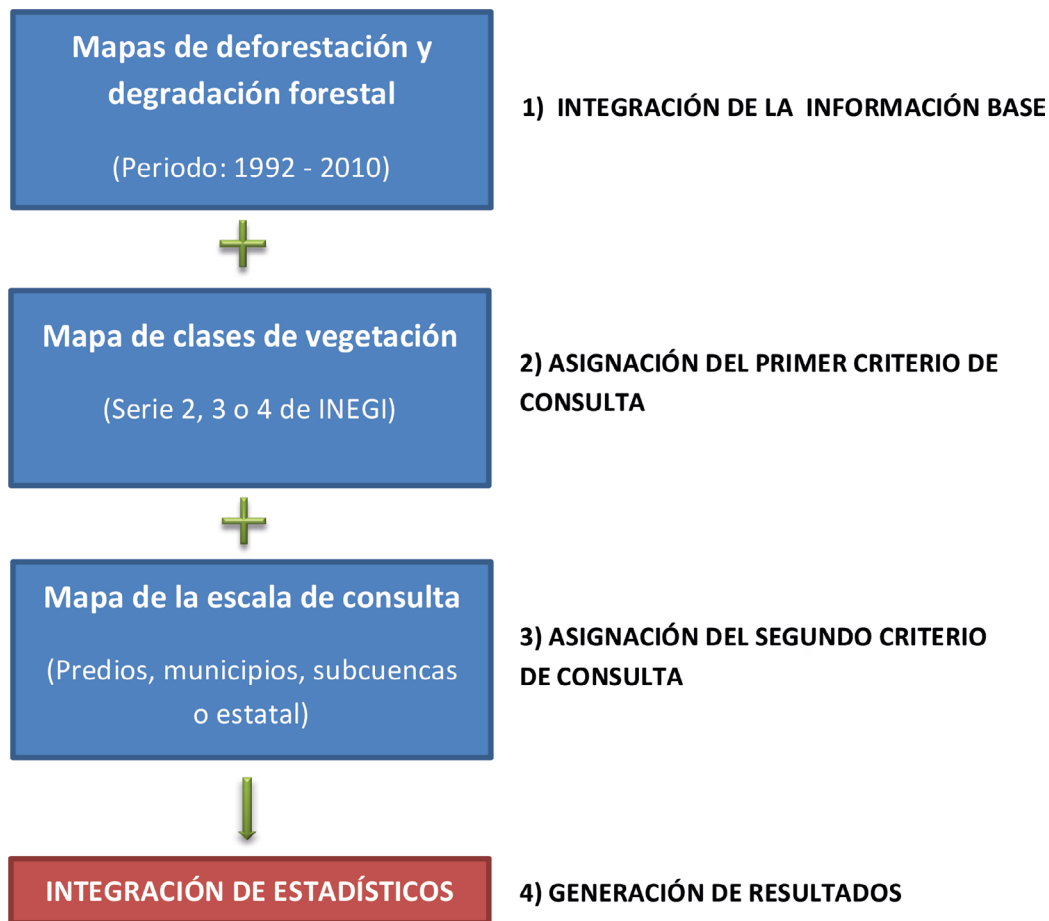 Mapas de deforestación y
degradación forestal
(Periodo: 1992 - 2010)
1) INTEGRACIÓN DE LA INFORMACIÓN BASE
Mapa de clases de vegetación
(Serie 2, 3 o 4 de INEGI)
2) ASIGNACIÓN DEL PRIMER CRITERIO DE
CONSULTA
Mapa de la escala de consulta
(Predios, municipios, subcuencas
o estatal)
3) ASIGNACIÓN DEL SEGUNDO CRITERIO
DE CONSULTA
INTEGRACIÓN DE ESTADÍSTICOS
4) GENERACIÓN DE RESULTADOS